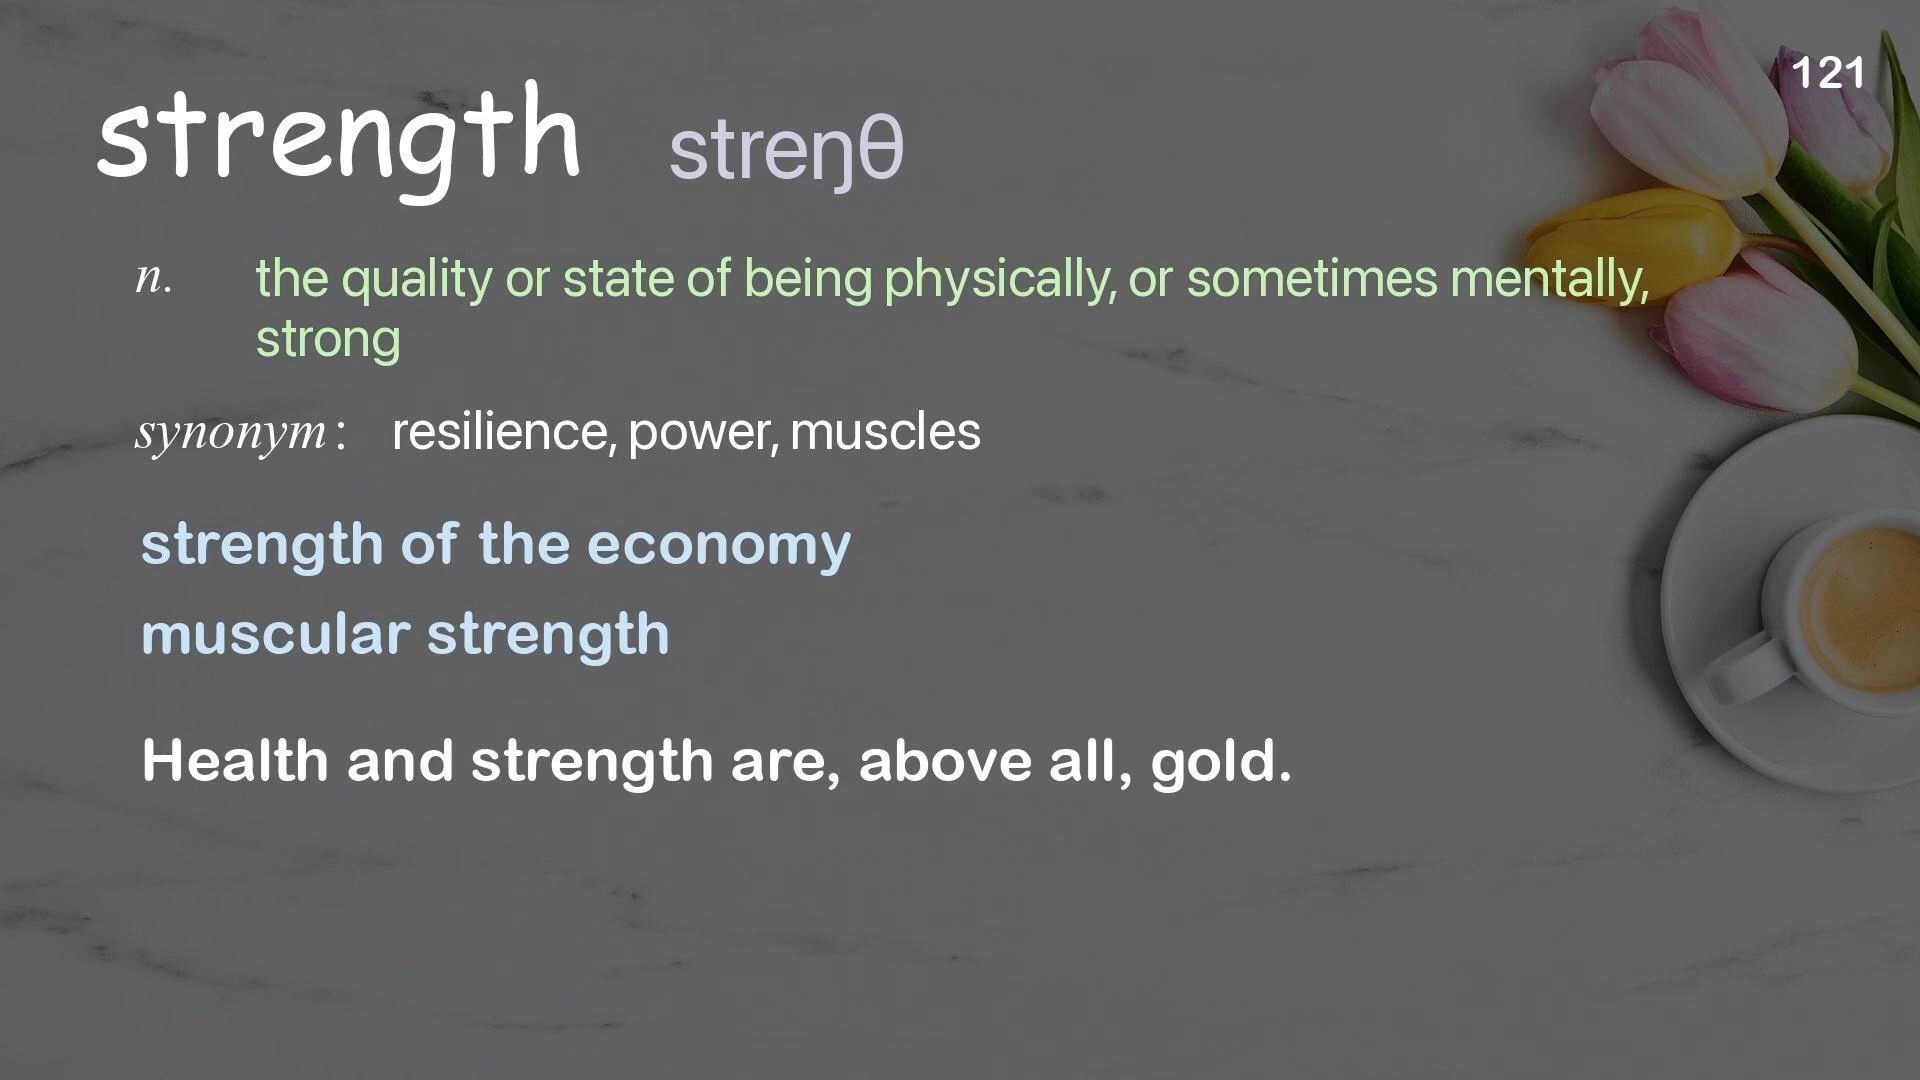 121
strength streŋθ
n. the quality or state of being physically, or sometimes mentally,
strong
synonym: resilience, power, muscles
strength of the economy
muscular strength
Health and strength are, above all, gold.